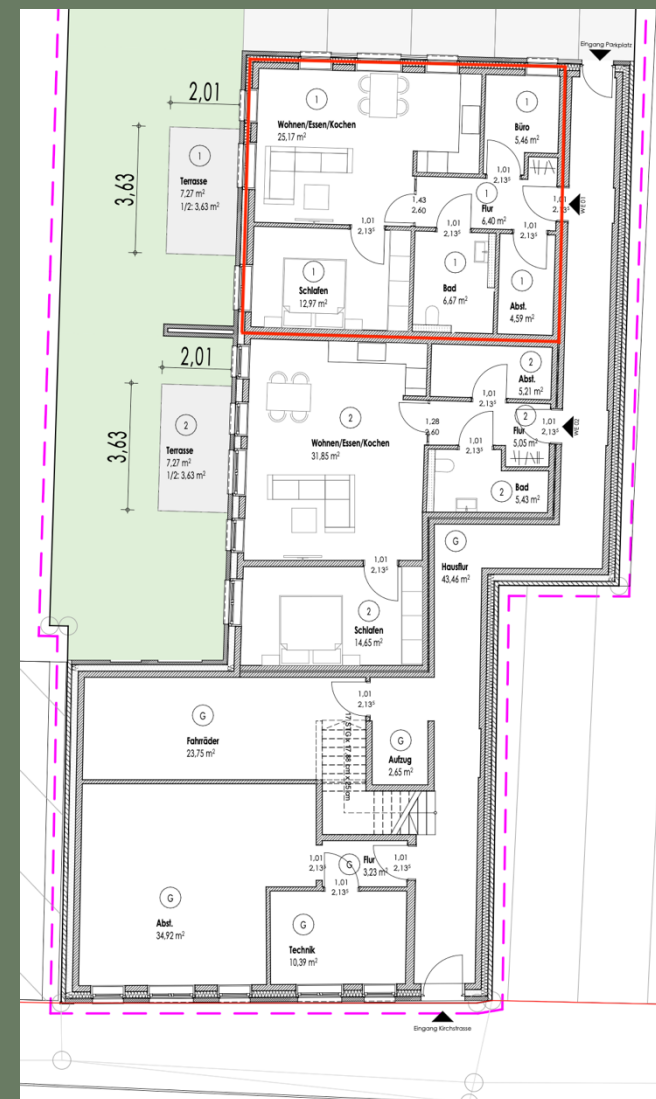 Eingang Parkplatz
2,01
3,63
1
Terrasse
7,27 m²
1/2: 3,63 m²
1
Wohnen/Essen/Kochen
25,17 m²
1
Büro
5,46 m²
1,01
2,13⁵
1
Flur
6,40 m²
1,43
2,60
1,01
2,13⁵
1,01
2,13⁵
1,01
2,13⁵
1,01
2,13⁵
WE 01
1
Schlafen
12,97 m²
1
Bad
6,67 m²
1
Abst.
4,59 m²
2,01
3,63
2
Terrasse
7,27 m²
1/2: 3,63 m²
2
Wohnen/Essen/Kochen
31,85 m²
2
Abst.
5,21 m²
2
Flur
5,05 m²
1,28
2,60
1,01
2,13⁵
1,01
2,13⁵
WE 02
2
Bad
5,43 m²
G
Hausflur
43,46 m²
1,01
2,13⁵
2
Schlafen
14,65 m²
1,01
2,13⁵
G
Fahrräder
23,75 m²
G
Aufzug
2,65 m²
G
Flur
3,23 m²
1,01
2,13⁵
1,01
2,13⁵
1,01
2,13⁵
G
Abst.
34,92 m²
G
Technik
10,39 m²
Eingang Kirchstrasse